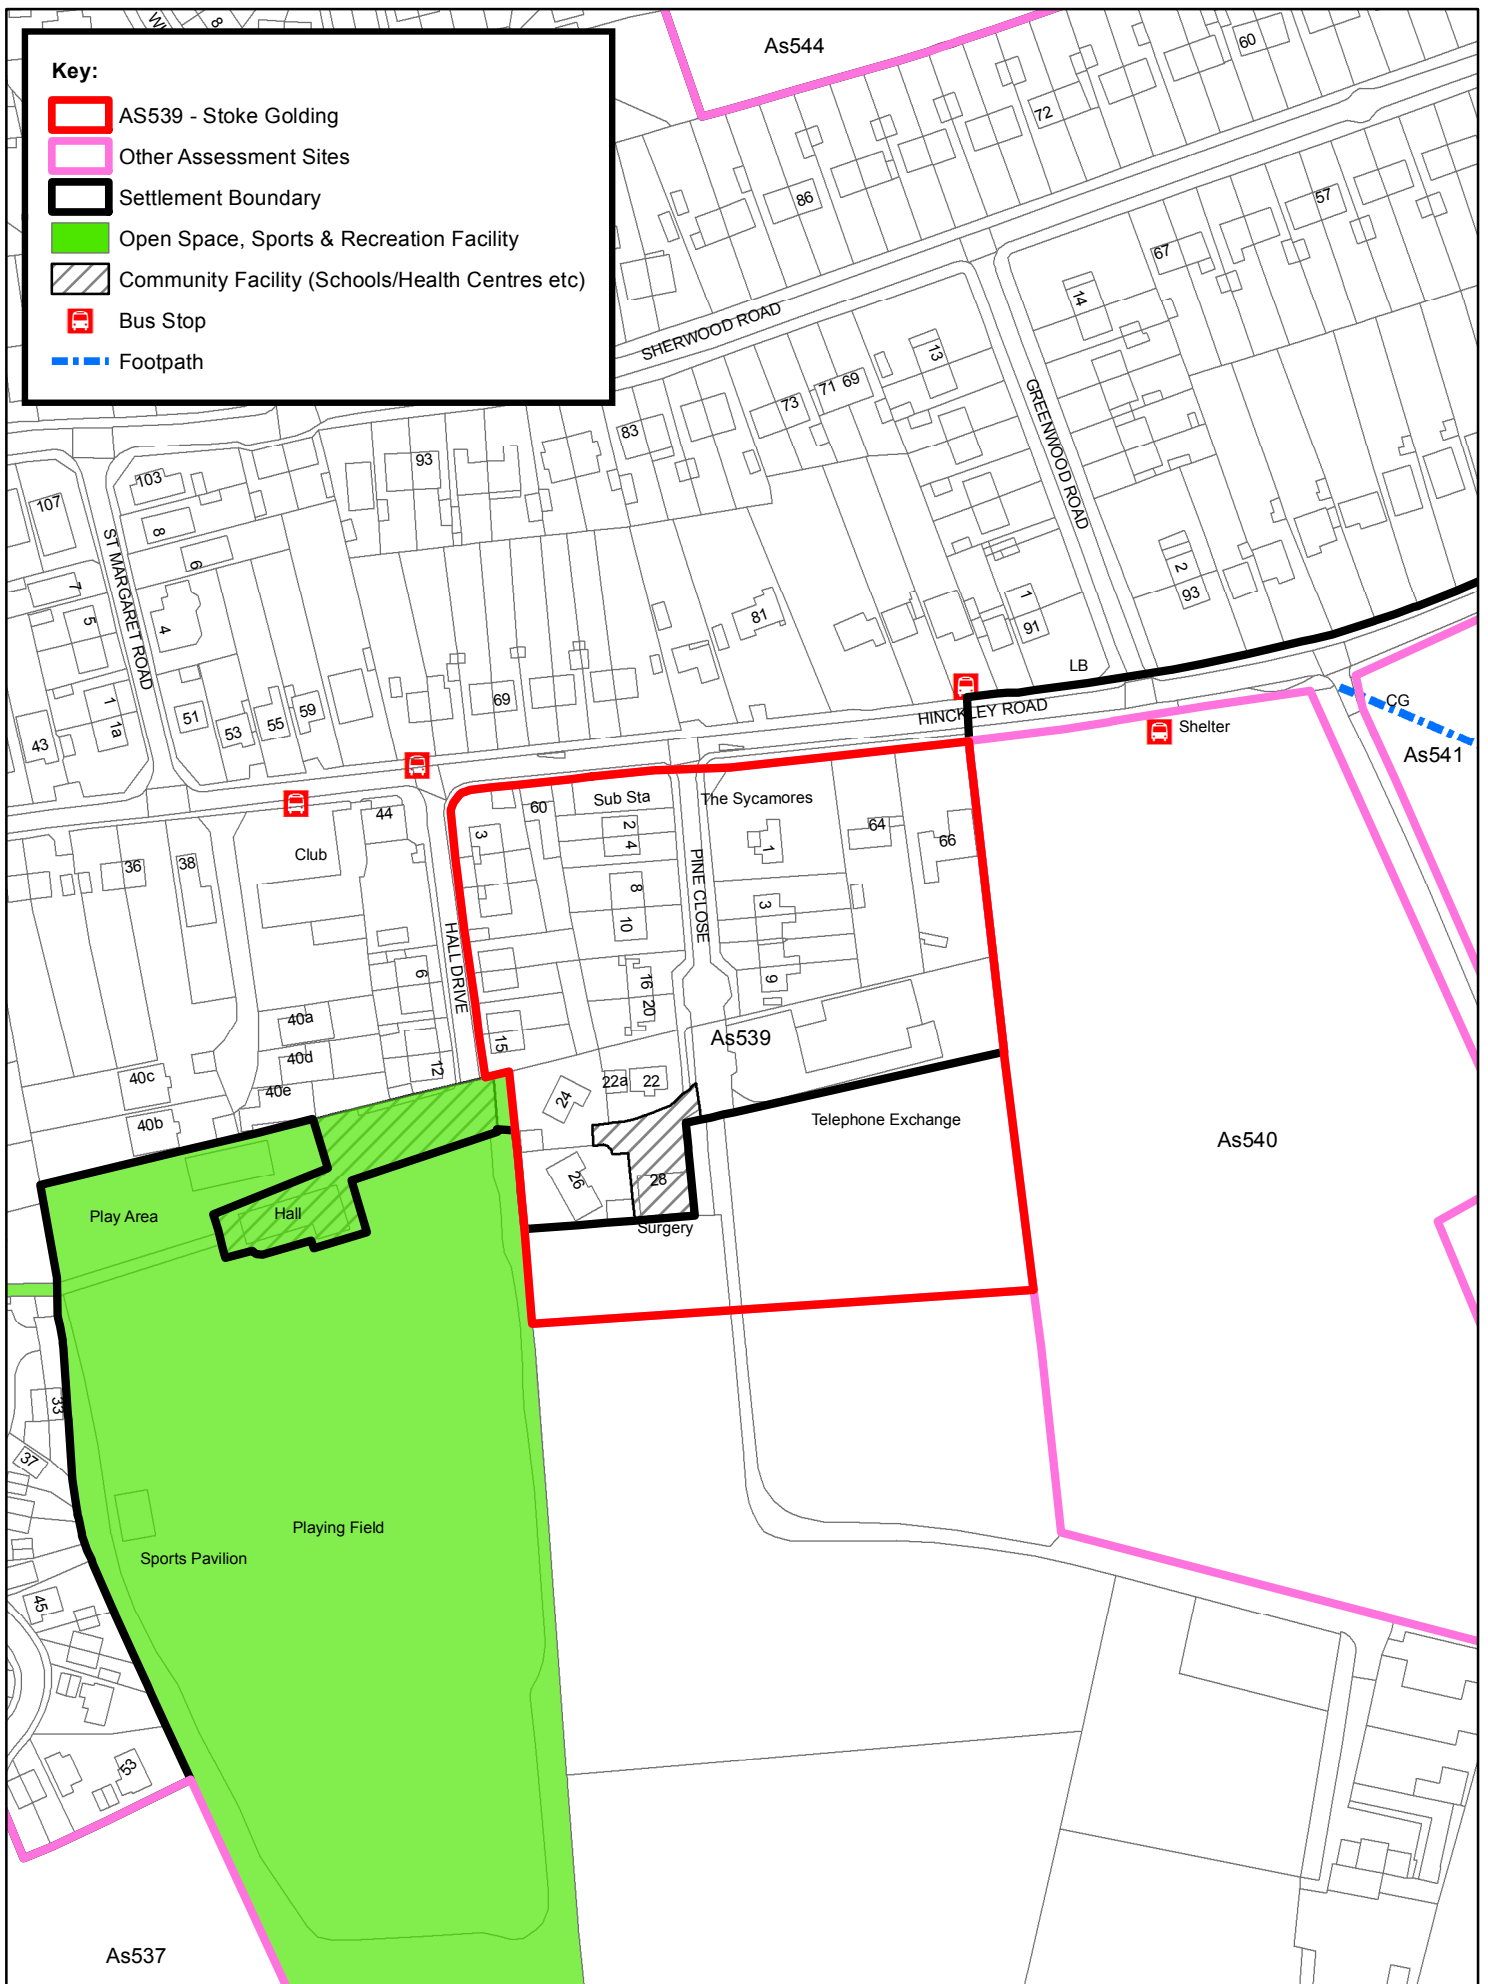 Key:
AS539 - Stoke Golding
Other Assessment Sites
Settlement Boundary
Open Space, Sports & Recreation Facility
Community Facility (Schools/Health Centres etc)
Bus Stop
Footpath
8
As544
60
72
86
57
67
14
SHERWOOD ROAD
13
71 69
73
83
93
GREENWOOD ROAD
103
107
8
6
7
5
4
ST MARGARET ROAD
2
93
1
91
81
LB
1
1a
51
53
55
59
69
43
HINCKLEY ROAD
CG
Shelter
As541
44
Club
36
38
60
Sub Sta
The Sycamores
3
2
4
1
64
66
8
10
PINE CLOSE
3
HALL DRIVE
6
16
20
9
15
As539
40a
40d
12
40c
40e
40b
22a
22
24
Telephone Exchange
As540
26
28
Surgery
Play Area
Hall
33
37
Playing Field
Sports Pavilion
45
53
As537